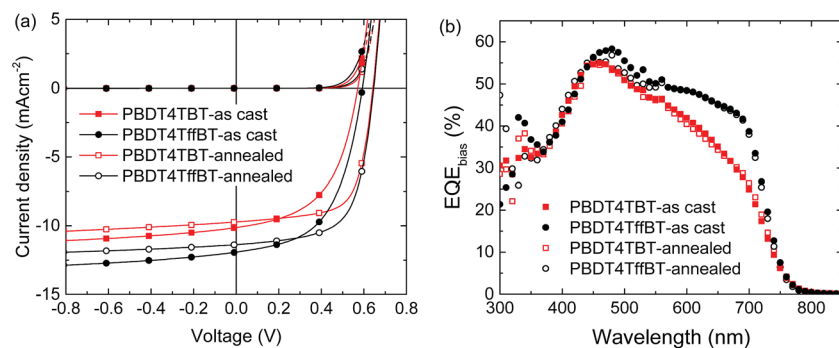 (a)
5
0
-5
-10
-15
Current density (mAcm-2)
PBDT4TBT-as cast
PBDT4TffBT-as cast
PBDT4TBT-annealed
PBDT4TffBT-annealed
-0.8 -0.6 -0.4 -0.2 0.0 0.2 0.4 0.6 0.8
Voltage (V)
(b)
60
50
40
30
20
10
0
EQEbias (%)
PBDT4TBT-as cast
PBDT4TffBT-as cast
PBDT4TBT-annealed
PBDT4TffBT-annealed
300 400 500 600 700 800
Wavelength (nm)